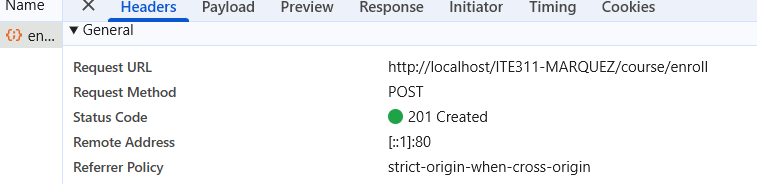 Name
Headers Payload Preview Response Initiator Timing Cookies
en...
General
Request URL http://localhost/ITE311-MARQUEZ/course/enroll
Request Method POST
Status Code 201 Created
Remote Address [::1]:80
Referrer Policy strict-origin-when-cross-origin